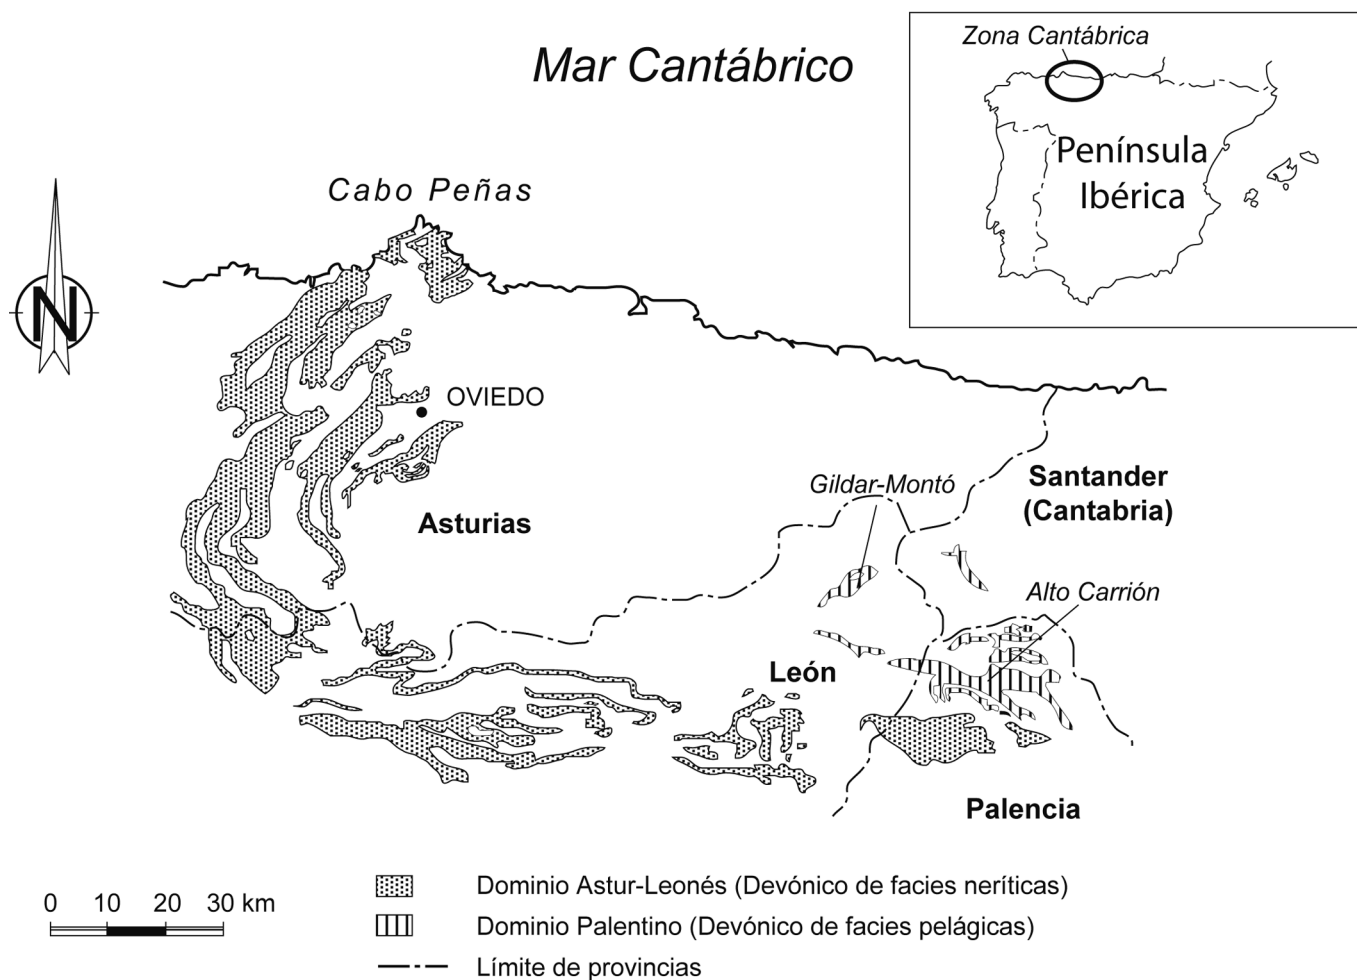 Mar Cantábrico
Zona Cantábrica
Península
Ibérica
Cabo Peñas
N
OVIEDO
Asturias
Gildar-Montó
Santander
(Cantabria)
Alto Carrión
León
Palencia
0 10 20 30 km
Dominio Astur-Leonés (Devónico de facies neríticas)
Dominio Palentino (Devónico de facies pelágicas)
Límite de provincias